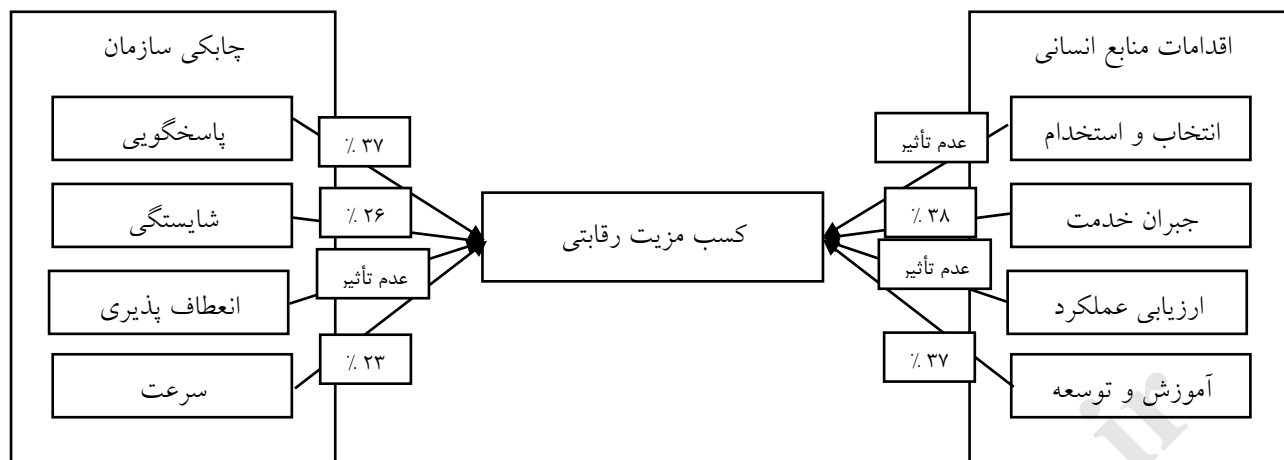 اقدامات منابع انسانی
انتخاب و استخدام
جبران خدمت
ارزیابی عملکرد
آموزش و توسعه
عدم تأثیر
٪ ۳۸
عدم تأثیر
٪ ۳۷
کسب مزیت رقابتی
چابکی سازمان
پاسخگویی
شایستگی
انعطاف پذیری
سرعت
٪ ۳۷
٪ ۲۶
عدم تأثیر
٪ ۲۳
ir